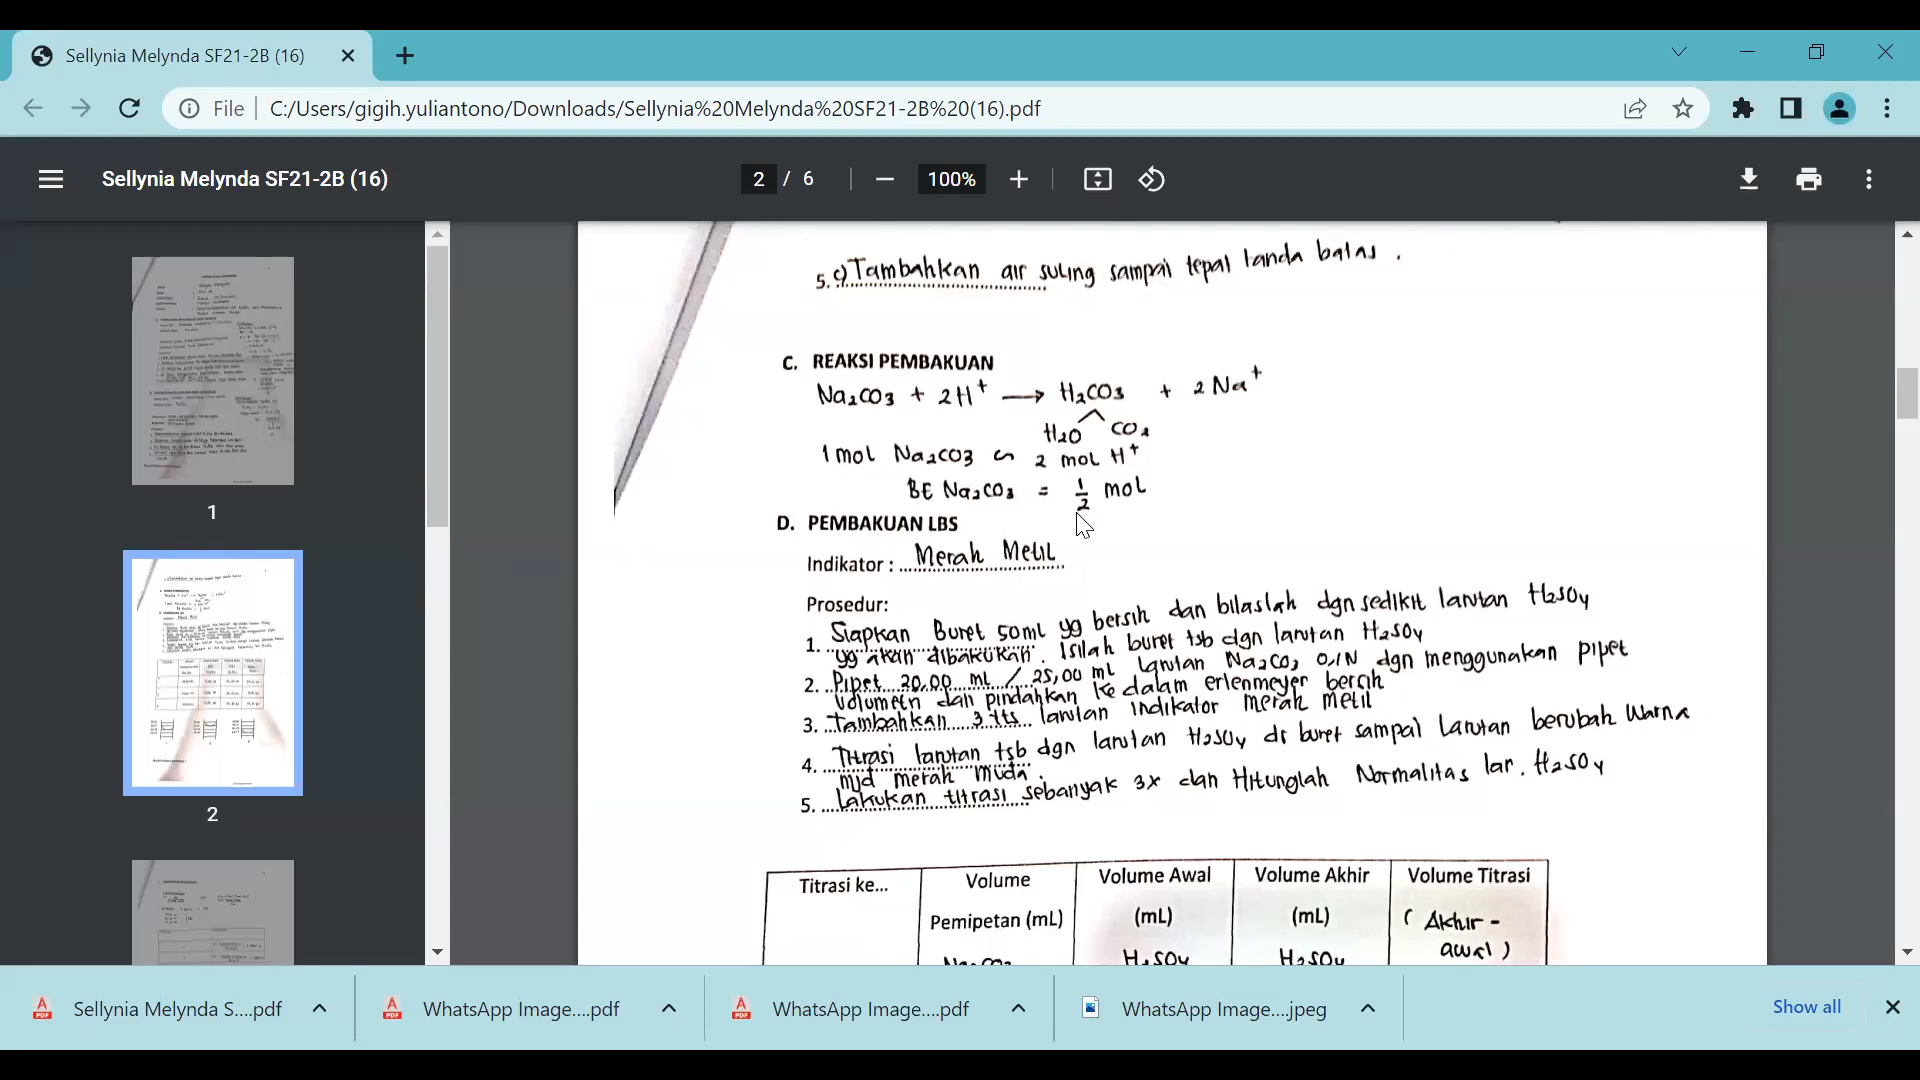 Sellynia Melynda SF21-2B (16)
File C:/Users/gigih.yuliantono/Downloads/Sellynia%20Melynda%20SF21-2B%20(16).pdf
Sellynia Melynda SF21-2B (16) 2 / 6 100%
1
2
5. c) Tambahkan air suling sampai tepat tanda batas .
C. REAKSI PEMBAKUAN
Na2CO3 + 2H+ → H2CO3 + 2 Na+
H2O CO2
1 mol Na2CO3 ∽ 2 mol H+
BE Na2CO3 = 1/2 mol
D. PEMBAKUAN LBS
Indikator : Merah Metil
Prosedur:
1. Siapkan Buret 50ml yg bersih dan bilaslah dgn sedikit larutan H2SO4
yg akan dibakukan. Isilah buret tsb dgn larutan H2SO4
2. Pipet 20,00 ml / 25,00 ml larutan Na2CO3 0,1N dgn menggunakan pipet
volumetri dan pindahkan ke dalam erlenmeyer bersih
3. Tambahkan 3 tts larutan indikator merah metil
4. Titrasi larutan tsb dgn larutan H2SO4 di buret sampai larutan berubah warna
mjd merah muda.
5. Lakukan titrasi sebanyak 3x dan Hitunglah Normalitas lar. H2SO4
Titrasi ke... Volume Volume Awal Volume Akhir Volume Titrasi
Pemipetan (mL) (mL) (mL) ( Akhir -
awal )
Na2CO3 H2SO4 H2SO4
Sellynia Melynda S....pdf WhatsApp Image....pdf WhatsApp Image....pdf WhatsApp Image....jpeg Show all